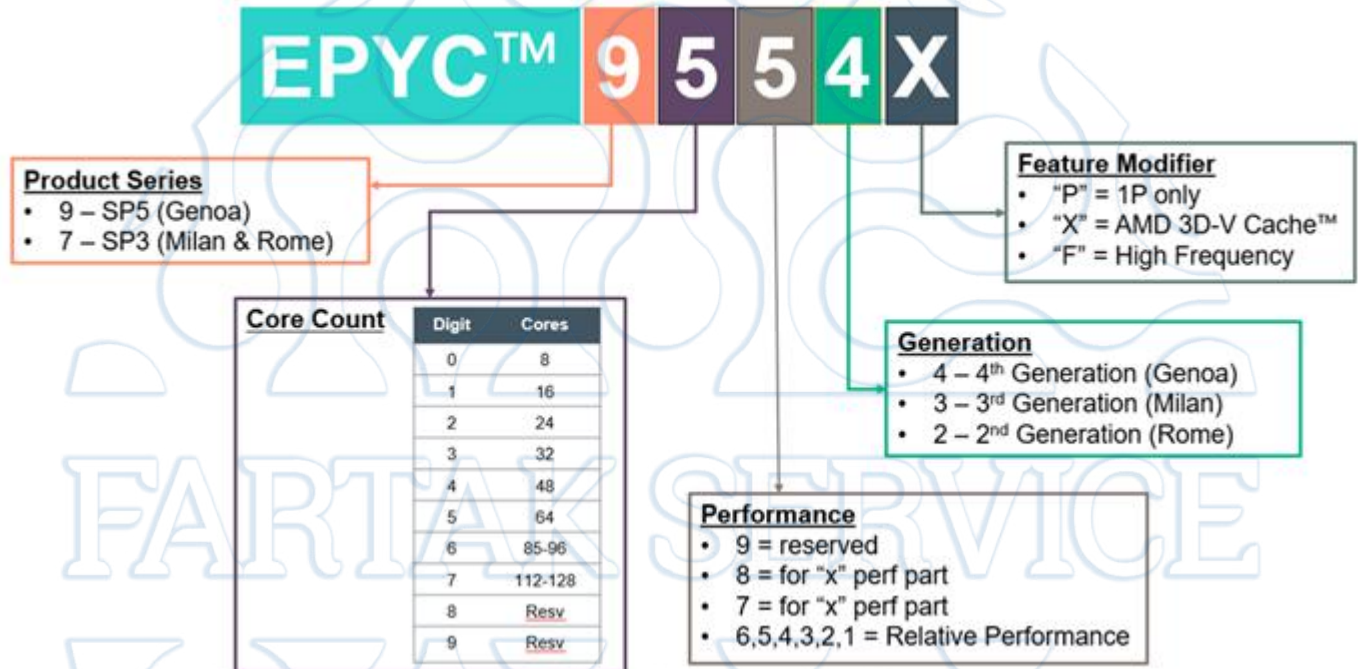 EPYC™ 9 5 5 4 X
Product Series
• 9 – SP5 (Genoa)
• 7 – SP3 (Milan & Rome)
Feature Modifier
• “P” = 1P only
• “X” = AMD 3D-V Cache™
• “F” = High Frequency
Core Count
Digit Cores
0 8
1 16
2 24
3 32
4 48
5 64
6 85-96
7 112-128
8 Resv
9 Resv
Generation
• 4 – 4th Generation (Genoa)
• 3 – 3rd Generation (Milan)
• 2 – 2nd Generation (Rome)
Performance
• 9 = reserved
• 8 = for “x” perf part
• 7 = for “x” perf part
• 6,5,4,3,2,1 = Relative Performance
FARTAK SERVICE